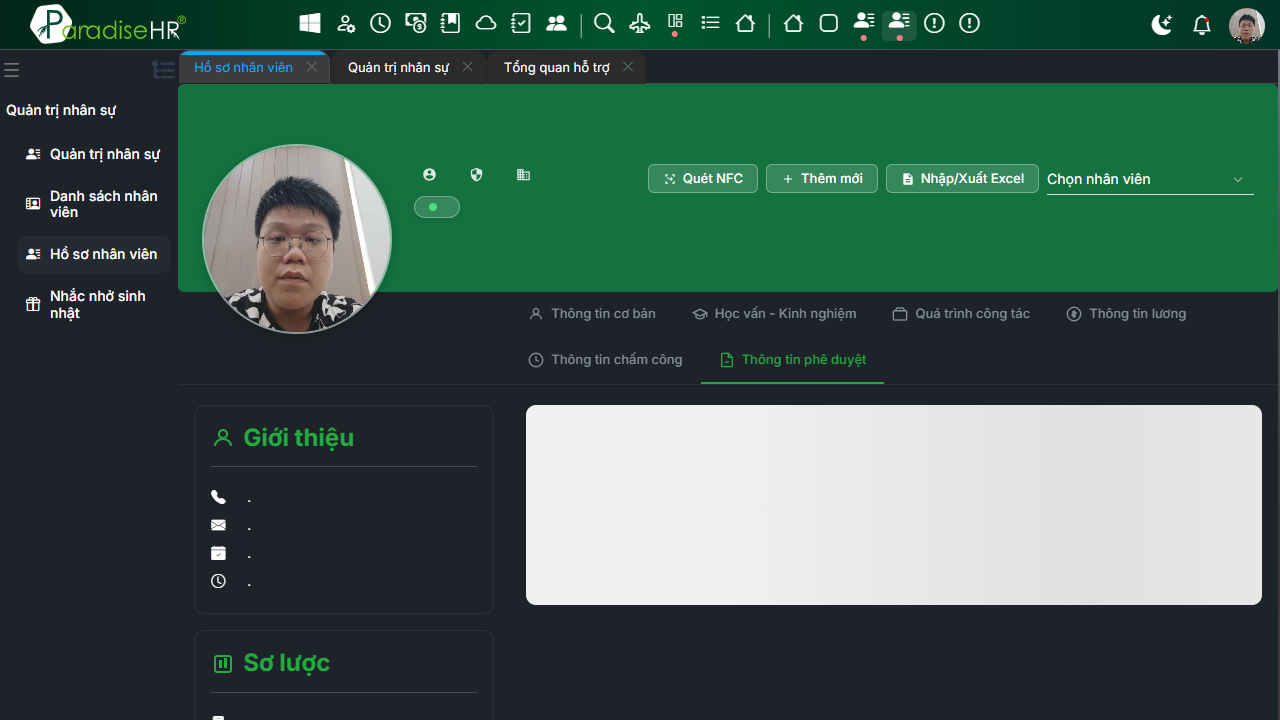 ParadiseHR®
Hồ sơ nhân viên
Quản trị nhân sự
Tổng quan hỗ trợ
Quản trị nhân sự
Quản trị nhân sự
Danh sách nhân
viên
Hồ sơ nhân viên
Nhắc nhở sinh
nhật
Quét NFC
Thêm mới
Nhập/Xuất Excel
Chọn nhân viên
Thông tin cơ bản
Học vấn - Kinh nghiệm
Quá trình công tác
Thông tin lương
Thông tin chấm công
Thông tin phê duyệt
Giới thiệu
.
.
.
.
Sơ lược